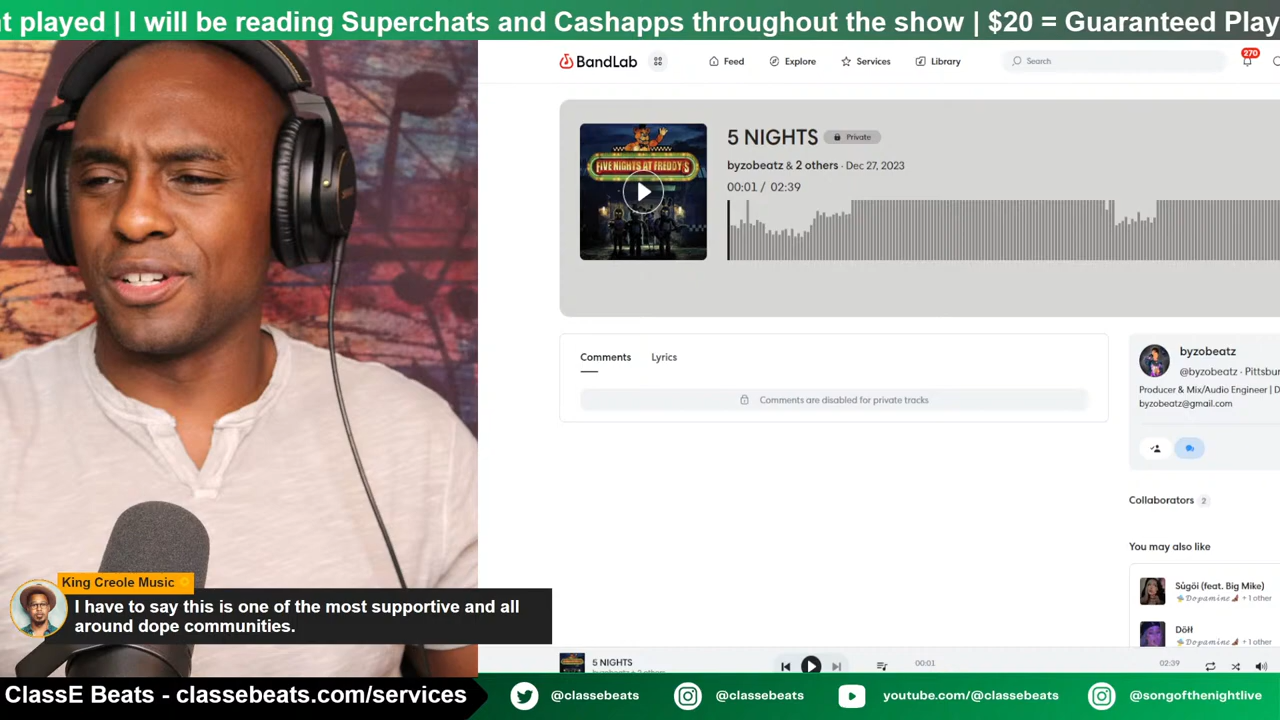 t played | I will be reading Superchats and Cashapps throughout the show | $20 = Guaranteed Play
BandLab
Feed
Explore
Services
Library
Search
270
FIVE NIGHTS AT FREDDY'S
5 NIGHTS
Private
byzobeatz & 2 others · Dec 27, 2023
00:01 / 02:39
Comments
Lyrics
Comments are disabled for private tracks
byzobeatz
@byzobeatz · Pittsbur
Producer & Mix/Audio Engineer | D
byzobeatz@gmail.com
Collaborators 2
You may also like
Sůgöi (feat. Big Mike)
𝓓𝓸𝓹𝓪𝓶𝓲𝓷𝓮 + 1 other
𝓓𝓸𝓹𝓪𝓶𝓲𝓷𝓮 + 1 other
King Creole Music
I have to say this is one of the most supportive and all
around dope communities.
5 NIGHTS
byzobeatz + 2 others
00:01
02:39
ClassE Beats - classebeats.com/services
@classebeats
@classebeats
youtube.com/@classebeats
@songofthenightlive